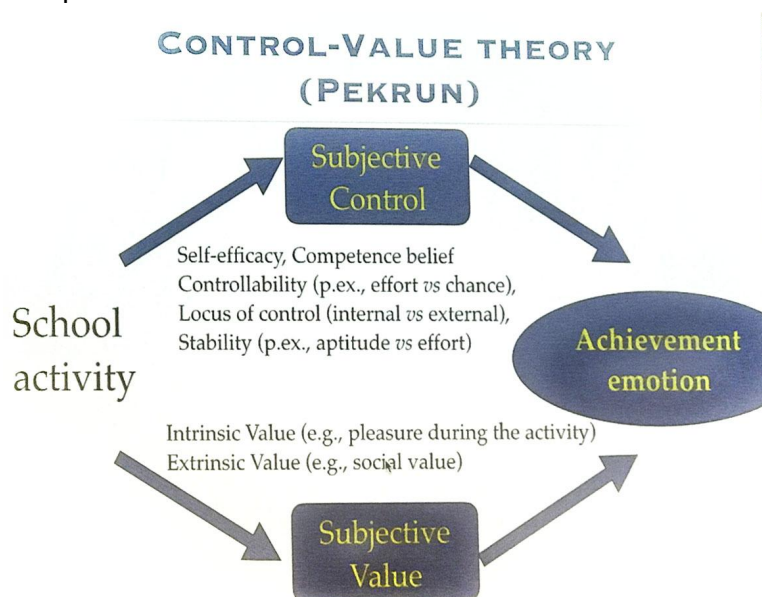 CONTROL-VALUE THEORY
(PEKRUN)
Subjective
Control
Self-efficacy, Competence belief
Controllability (p.ex., effort vs chance),
Locus of control (internal vs external),
Stability (p.ex., aptitude vs effort)
School
activity
Achievement
emotion
Intrinsic Value (e.g., pleasure during the activity)
Extrinsic Value (e.g., social value)
Subjective
Value